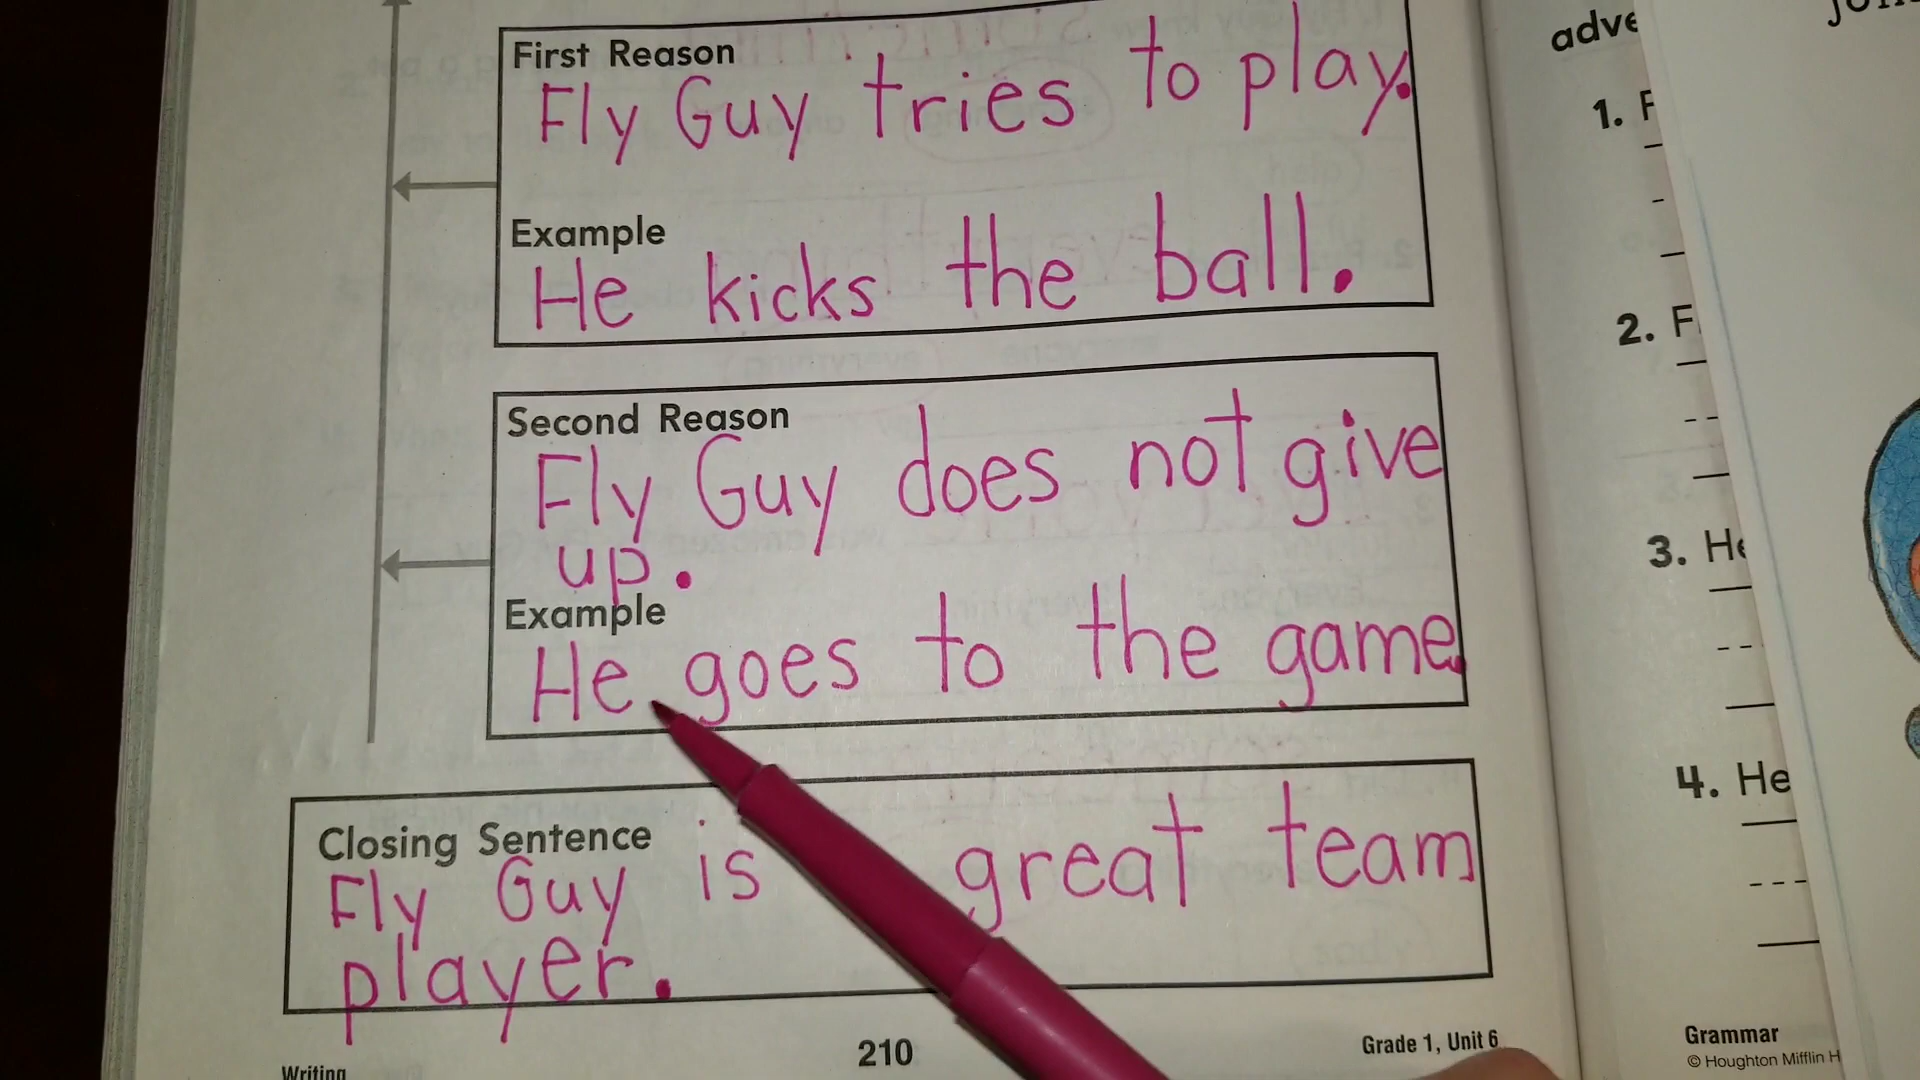 First Reason
Fly Guy tries to play.
Example
He kicks the ball.
Second Reason
Fly Guy does not give
up.
Example
He goes to the game.
Closing Sentence
Fly Guy is great team
player.
Writing
210
Grade 1, Unit 6
adve
1. F
2. F
3. He
4. He
Grammar
© Houghton Mifflin H